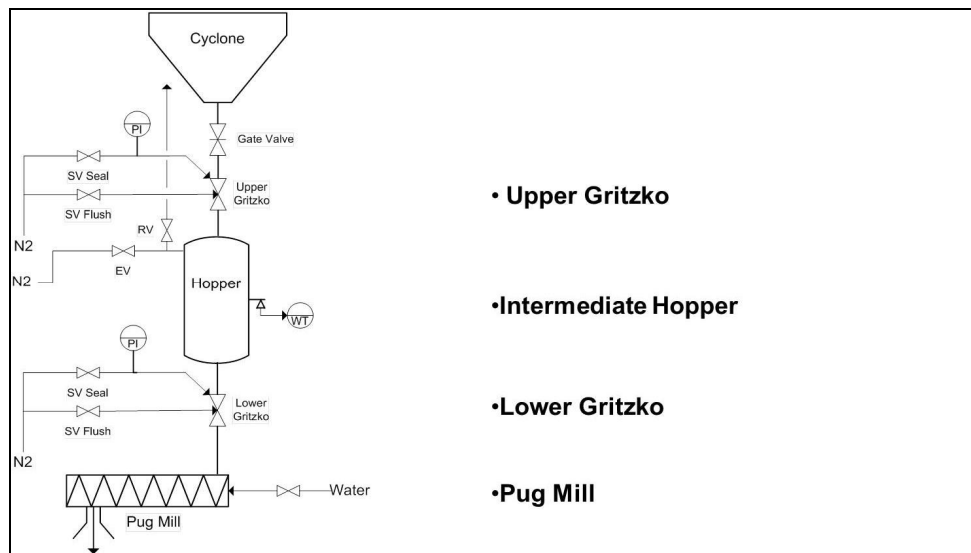 Cyclone
PI
Gate Valve
SV Seal
Upper
Gritzko
SV Flush
RV
N2
EV
N2
Hopper
WT
PI
SV Seal
Lower
Gritzko
SV Flush
N2
Water
Pug Mill
• Upper Gritzko
•Intermediate Hopper
•Lower Gritzko
•Pug Mill